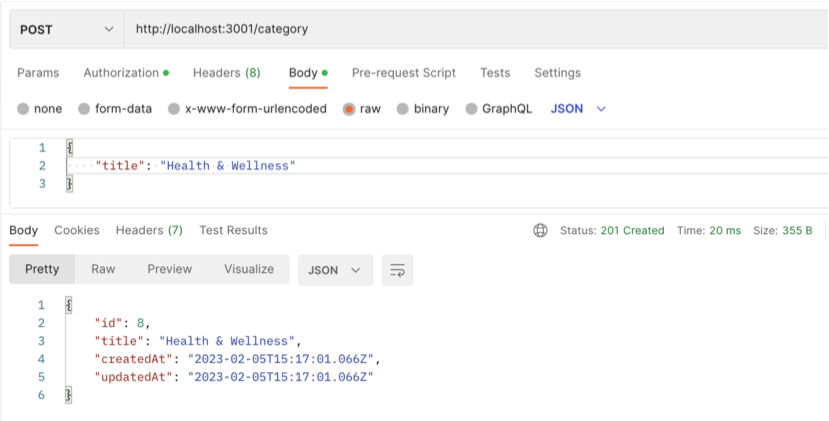 POST http://localhost:3001/category
Params Authorization Headers (8) Body Pre-request Script Tests Settings
none form-data x-www-form-urlencoded raw binary GraphQL JSON
1 {
2 "title": "Health & Wellness"
3 }
Body Cookies Headers (7) Test Results Status: 201 Created Time: 20 ms Size: 355 B
Pretty Raw Preview Visualize JSON
1 {
2 "id": 8,
3 "title": "Health & Wellness",
4 "createdAt": "2023-02-05T15:17:01.066Z",
5 "updatedAt": "2023-02-05T15:17:01.066Z"
6 }